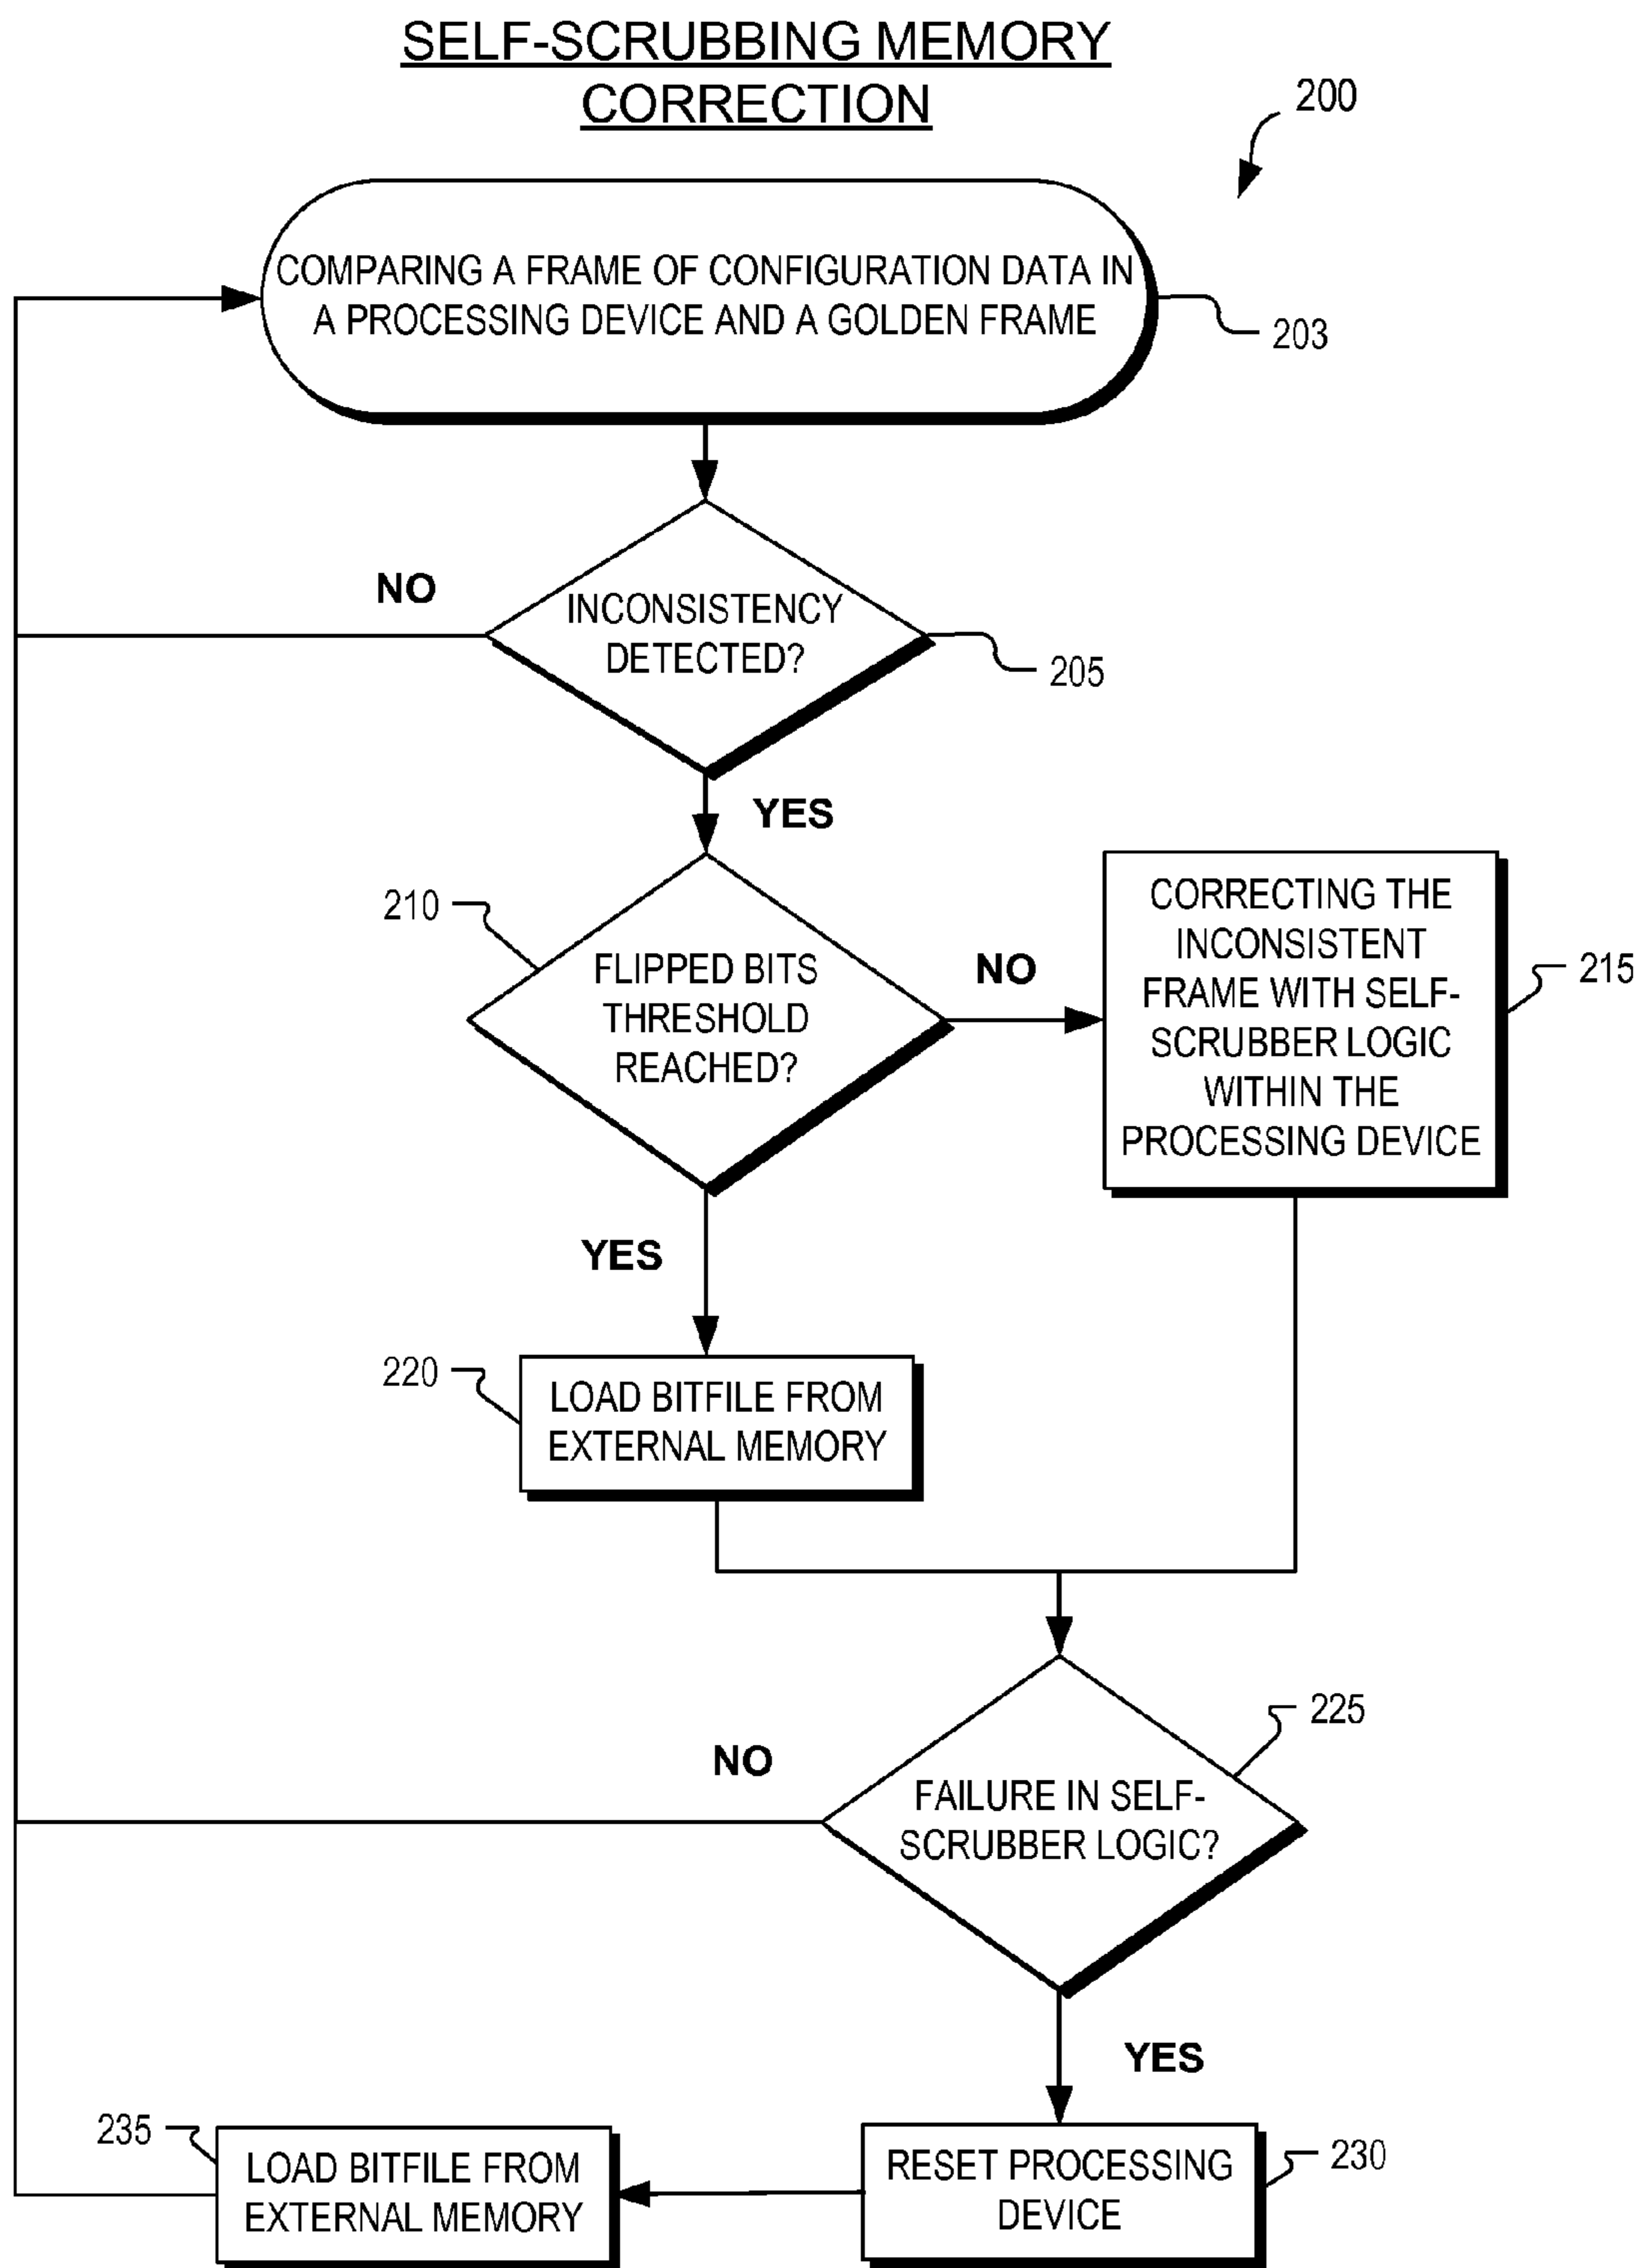 SELF-SCRUBBING MEMORY
CORRECTION
200
COMPARING A FRAME OF CONFIGURATION DATA IN
A PROCESSING DEVICE AND A GOLDEN FRAME
203
NO
INCONSISTENCY
DETECTED?
205
YES
210
FLIPPED BITS
THRESHOLD
REACHED?
NO
CORRECTING THE
INCONSISTENT
FRAME WITH SELF-
SCRUBBER LOGIC
WITHIN THE
PROCESSING DEVICE
215
YES
220
LOAD BITFILE FROM
EXTERNAL MEMORY
225
NO
FAILURE IN SELF-
SCRUBBER LOGIC?
YES
235
LOAD BITFILE FROM
EXTERNAL MEMORY
RESET PROCESSING
DEVICE
230